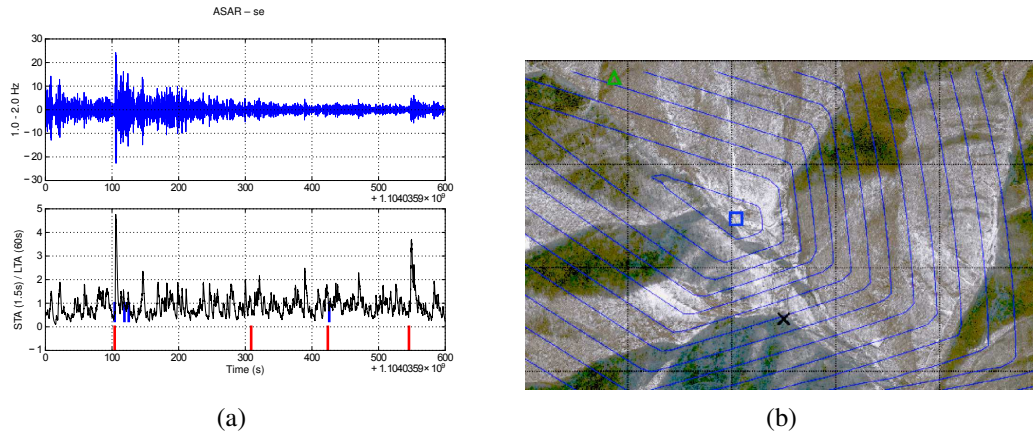 ASAR – se
30
20
10
0
−10
−20
−30
1.0 - 2.0 Hz
0 100 200 300 400 500 600
+ 1.1040359× 10⁹
5
4
3
2
1
0
−1
STA (1.5s) / LTA (60s)
0 100 200 300 400 500 600
Time (s)
+ 1.1040359× 10⁹
(a)
(b)